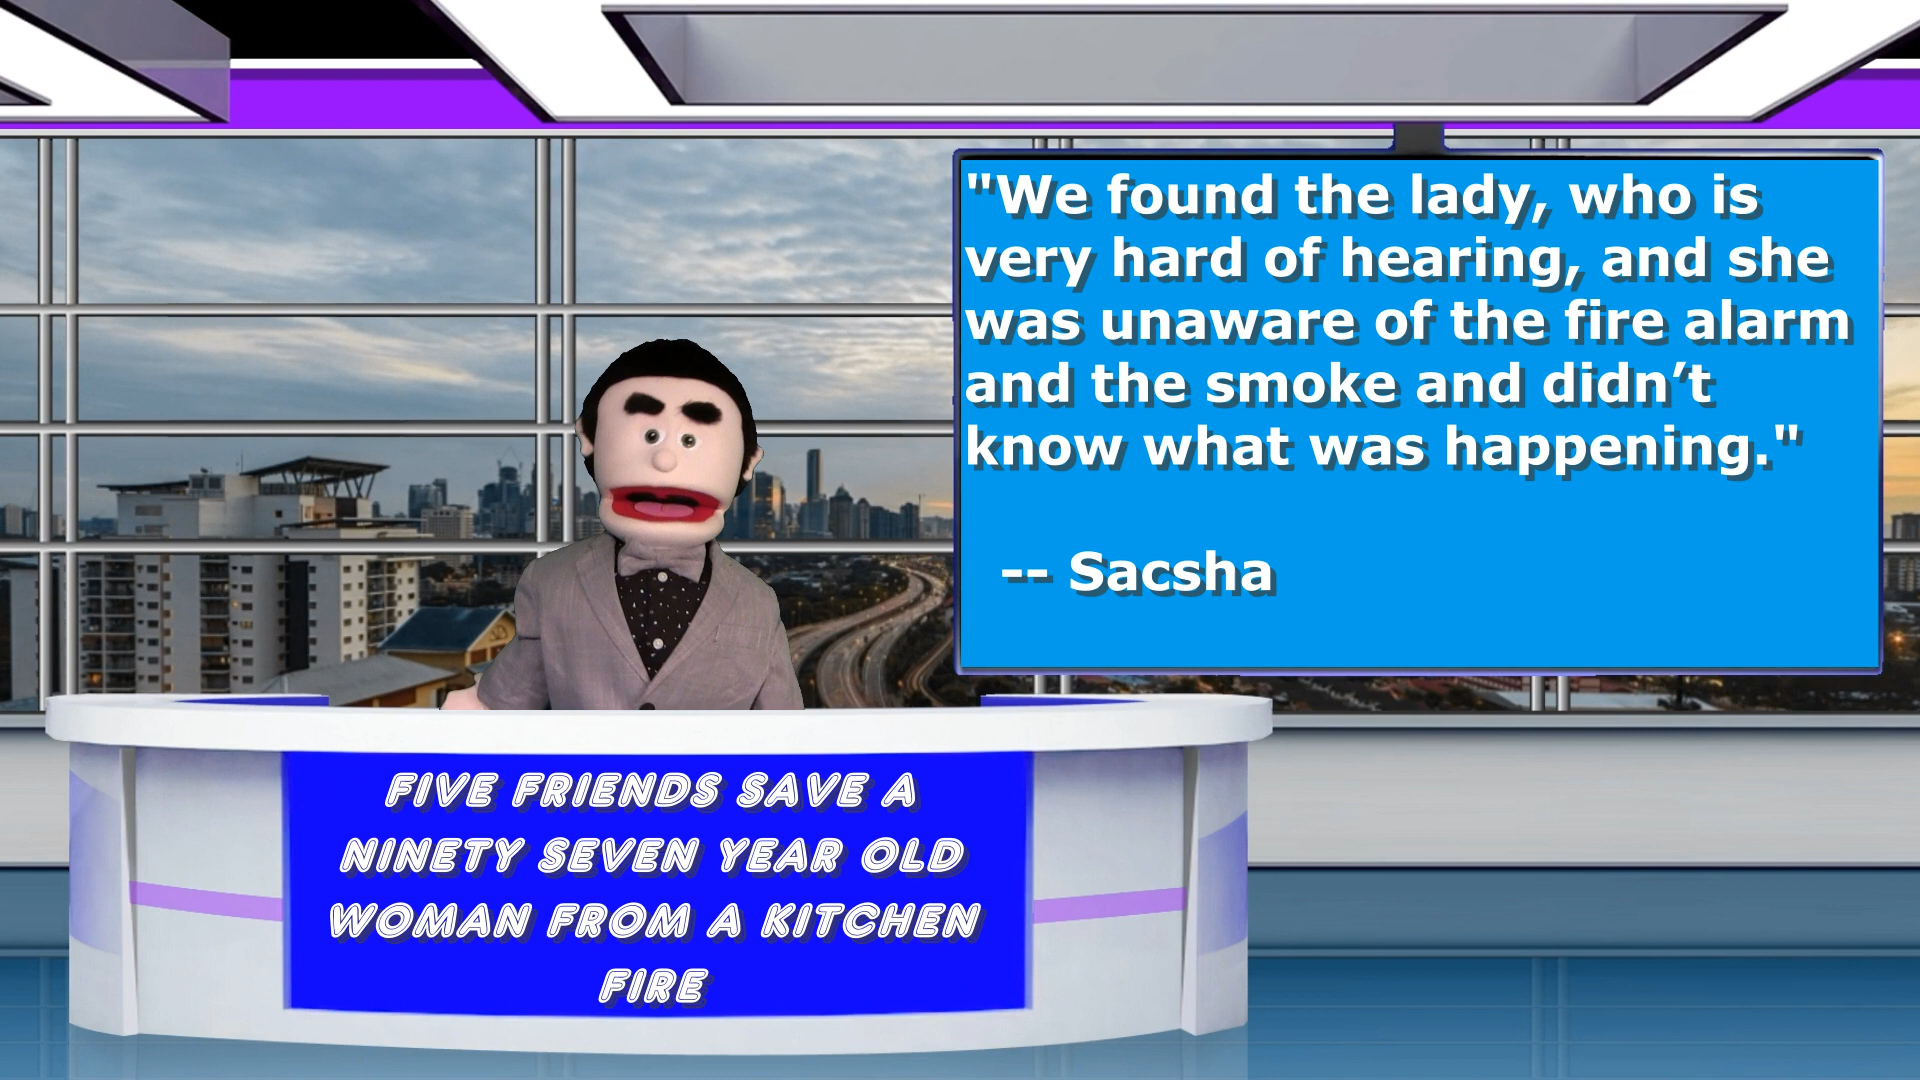 "We found the lady, who is
very hard of hearing, and she
was unaware of the fire alarm
and the smoke and didn’t
know what was happening."
-- Sacsha
FIVE FRIENDS SAVE A
NINETY SEVEN YEAR OLD
WOMAN FROM A KITCHEN
FIRE